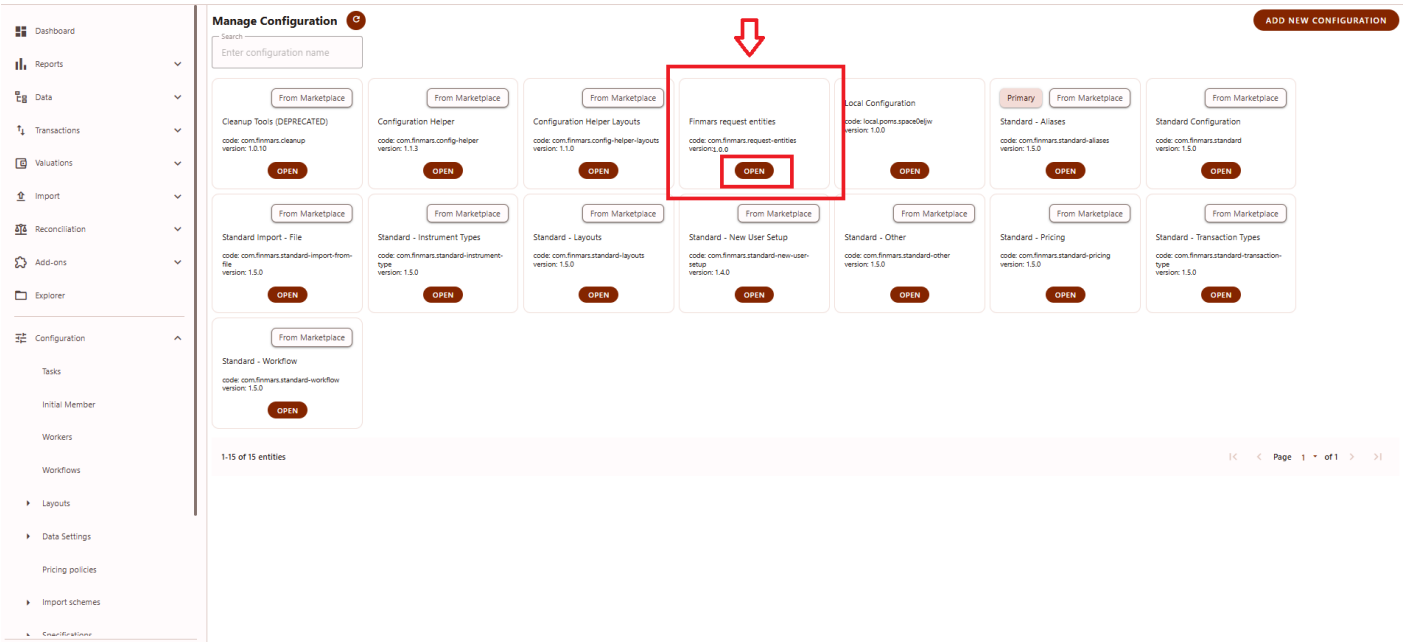 Dashboard
Reports
Data
Transactions
Valuations
Import
Reconciliation
Add-ons
Explorer
Configuration
Tasks
Initial Member
Workers
Workflows
Layouts
Data Settings
Pricing policies
Import schemes
Specifications
Manage Configuration
ADD NEW CONFIGURATION
Search
Enter configuration name
From Marketplace
Cleanup Tools (DEPRECATED)
code: com.finmars.cleanup
version: 1.0.10
OPEN
From Marketplace
Configuration Helper
code: com.finmars.config-helper
version: 1.1.3
OPEN
From Marketplace
Configuration Helper Layouts
code: com.finmars.config-helper-layouts
version: 1.1.0
OPEN
Finmars request entities
code: com.finmars.request-entities
version:1.0.0
OPEN
Local Configuration
code: local.poms.space0eljw
version: 1.0.0
OPEN
Primary From Marketplace
Standard - Aliases
code: com.finmars.standard-aliases
version: 1.5.0
OPEN
From Marketplace
Standard Configuration
code: com.finmars.standard
version: 1.5.0
OPEN
From Marketplace
Standard Import - File
code: com.finmars.standard-import-from-
file
version: 1.5.0
OPEN
From Marketplace
Standard - Instrument Types
code: com.finmars.standard-instrument-
type
version: 1.5.0
OPEN
From Marketplace
Standard - Layouts
code: com.finmars.standard-layouts
version: 1.5.0
OPEN
From Marketplace
Standard - New User Setup
code: com.finmars.standard-new-user-
setup
version: 1.4.0
OPEN
From Marketplace
Standard - Other
code: com.finmars.standard-other
version: 1.5.0
OPEN
From Marketplace
Standard - Pricing
code: com.finmars.standard-pricing
version: 1.5.0
OPEN
From Marketplace
Standard - Transaction Types
code: com.finmars.standard-transaction-
type
version: 1.5.0
OPEN
From Marketplace
Standard - Workflow
code: com.finmars.standard-workflow
version: 1.5.0
OPEN
1-15 of 15 entities
Page 1 of 1